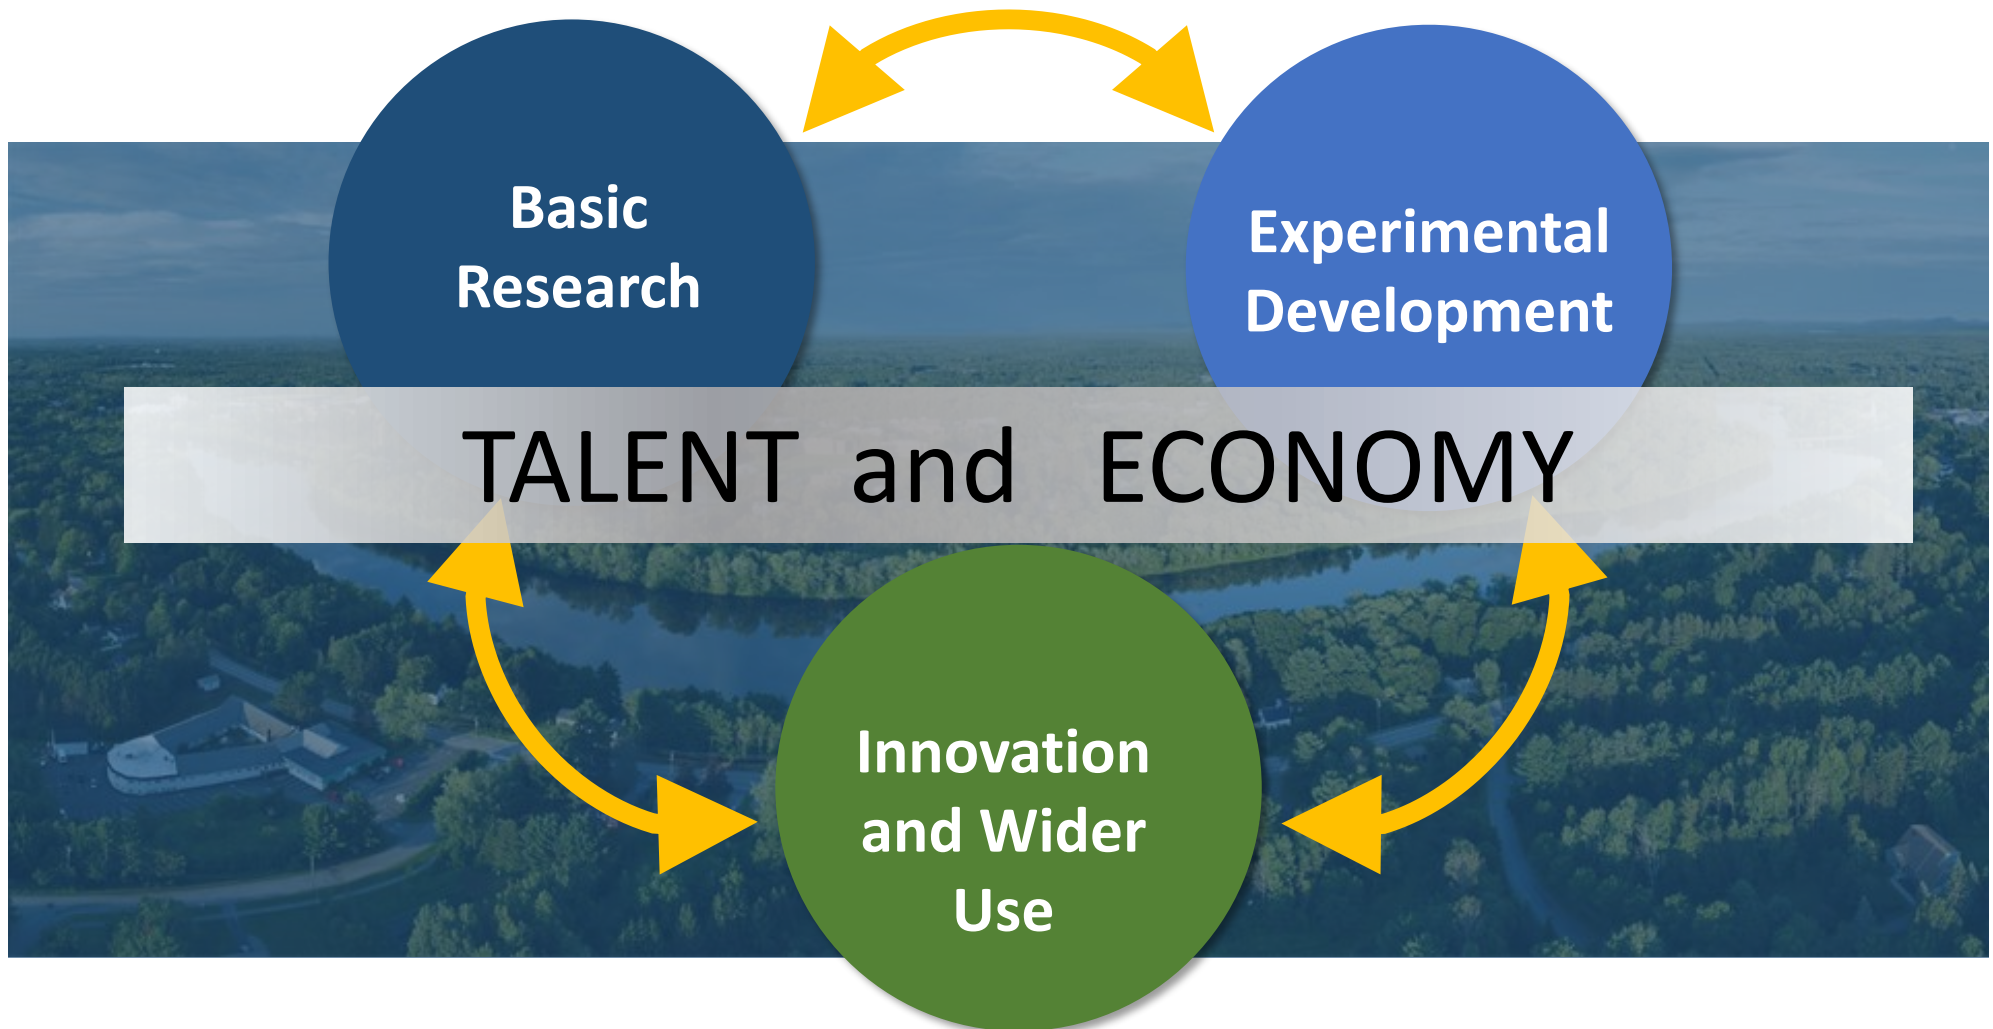 Basic
Research
Experimental
Development
TALENT and ECONOMY
Innovation
and Wider
Use